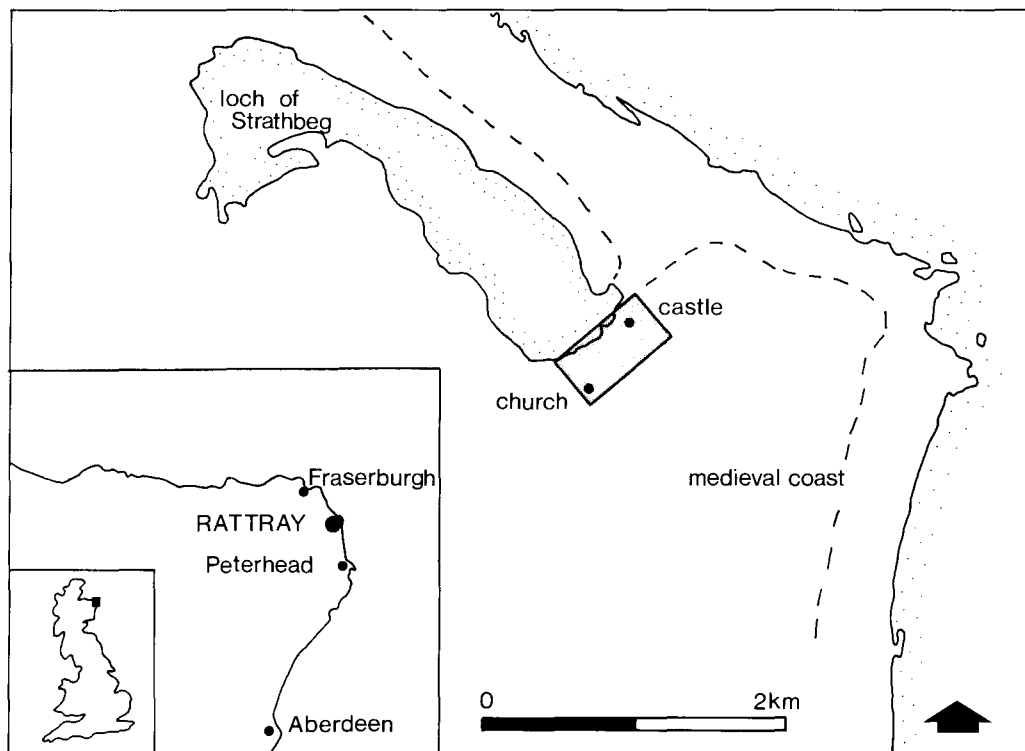 loch of
Strathbeg
castle
church
medieval coast
Fraserburgh
RATTRAY
Peterhead
Aberdeen
0 2km